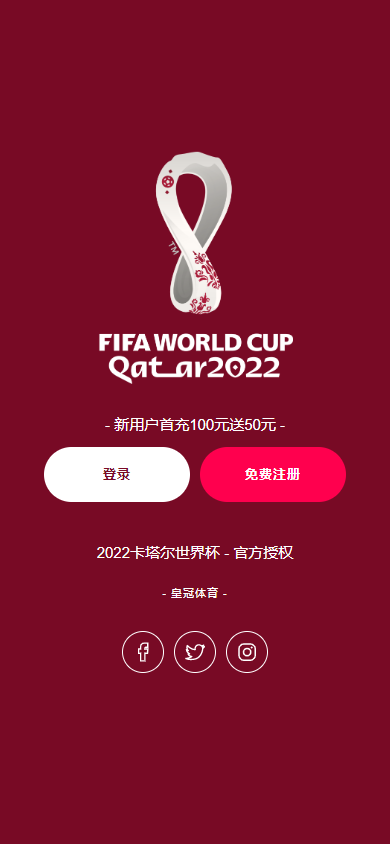 TM
FIFA WORLD CUP
Qatar2022
- 新用户首充100元送50元 -
登录
免费注册
2022卡塔尔世界杯 - 官方授权
- 皇冠体育 -